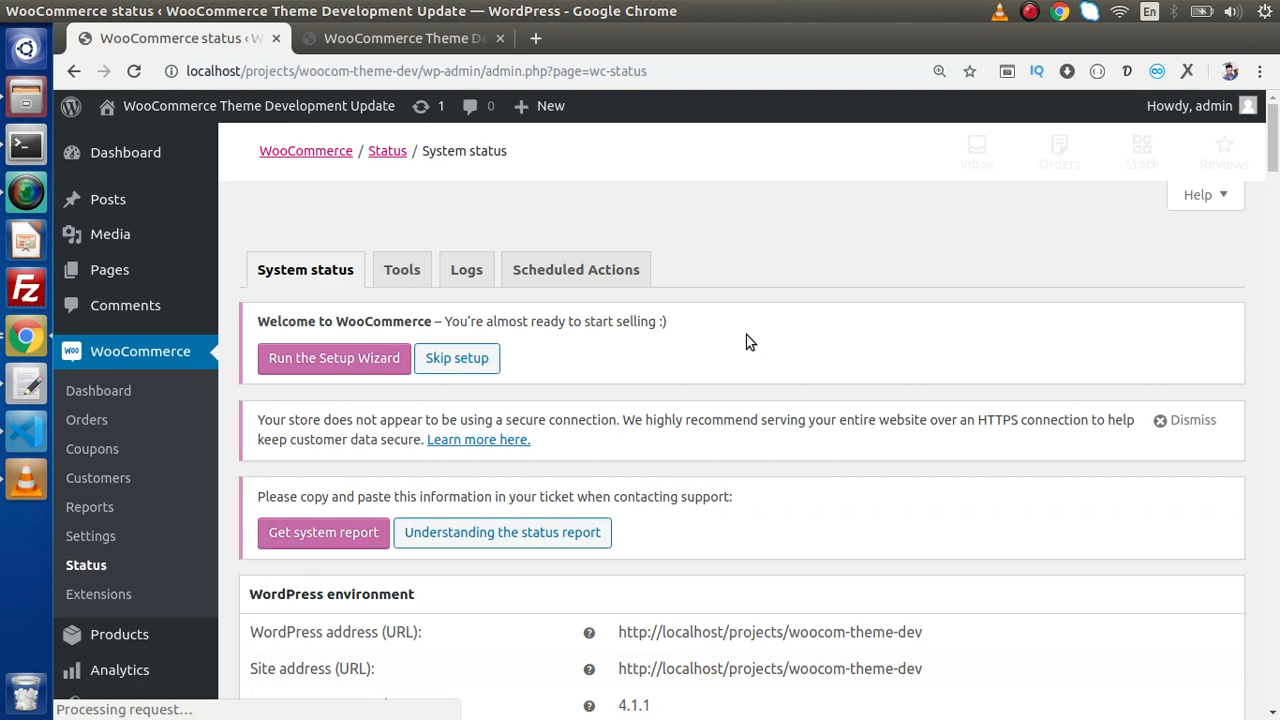 WooCommerce status ‹ WooCommerce Theme Development Update — WordPress - Google Chrome
En
WooCommerce status ‹ W
WooCommerce Theme De
localhost/projects/woocom-theme-dev/wp-admin/admin.php?page=wc-status
IQ
WooCommerce Theme Development Update
1
0
New
Howdy, admin
Dashboard
Posts
Media
Pages
Comments
WooCommerce
Dashboard
Orders
Coupons
Customers
Reports
Settings
Status
Extensions
Products
Analytics
WooCommerce / Status / System status
Inbox
Orders
Stock
Reviews
Help
System status
Tools
Logs
Scheduled Actions
Welcome to WooCommerce – You're almost ready to start selling :)
Run the Setup Wizard
Skip setup
Your store does not appear to be using a secure connection. We highly recommend serving your entire website over an HTTPS connection to help
keep customer data secure. Learn more here.
Dismiss
Please copy and paste this information in your ticket when contacting support:
Get system report
Understanding the status report
WordPress environment
WordPress address (URL):
http://localhost/projects/woocom-theme-dev
Site address (URL):
http://localhost/projects/woocom-theme-dev
4.1.1
Processing request…